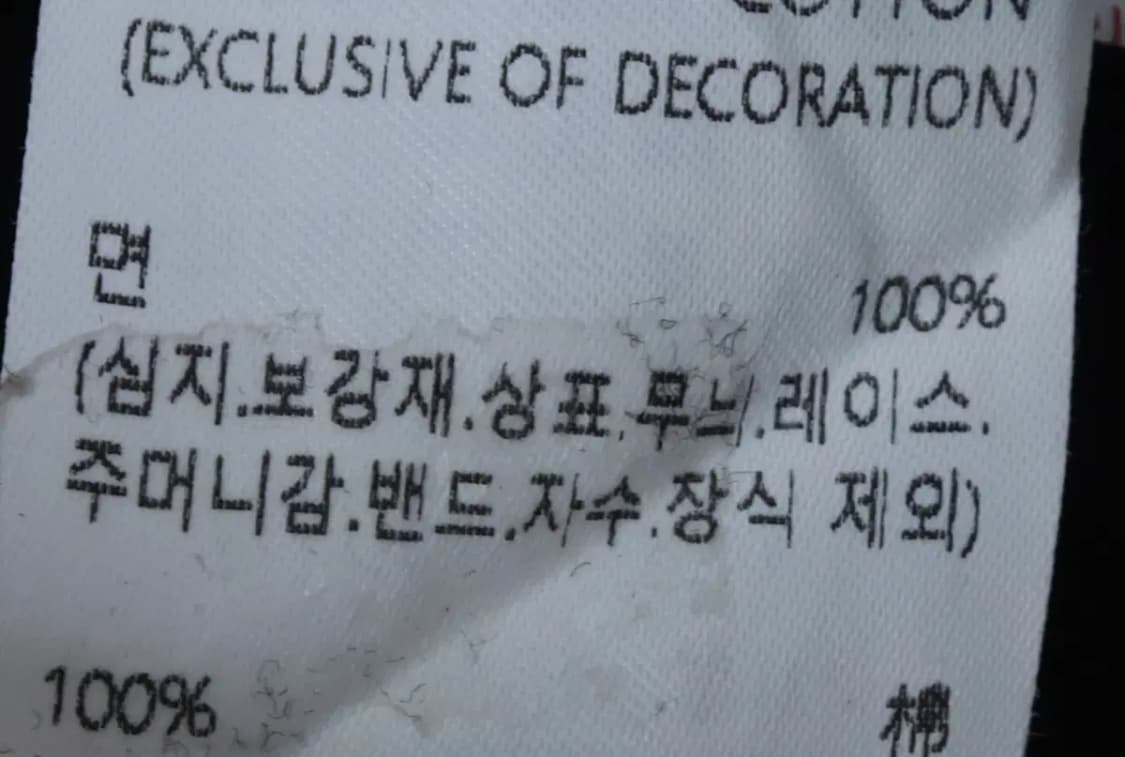 COTTON
(EXCLUSIVE OF DECORATION)
면 100%
(심지.보강재.상표.무늬.레이스.
주머니감.밴드.자수.장식 제외)
100% 棉